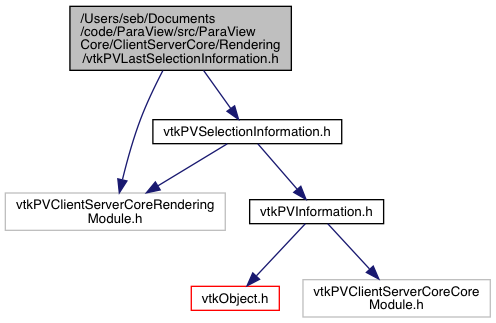 /Users/seb/Documents
/code/ParaView/src/ParaView
Core/ClientServerCore/Rendering
/vtkPVLastSelectionInformation.h
vtkPVSelectionInformation.h
vtkPVClientServerCoreRendering
Module.h
vtkPVInformation.h
vtkObject.h
vtkPVClientServerCoreCore
Module.h